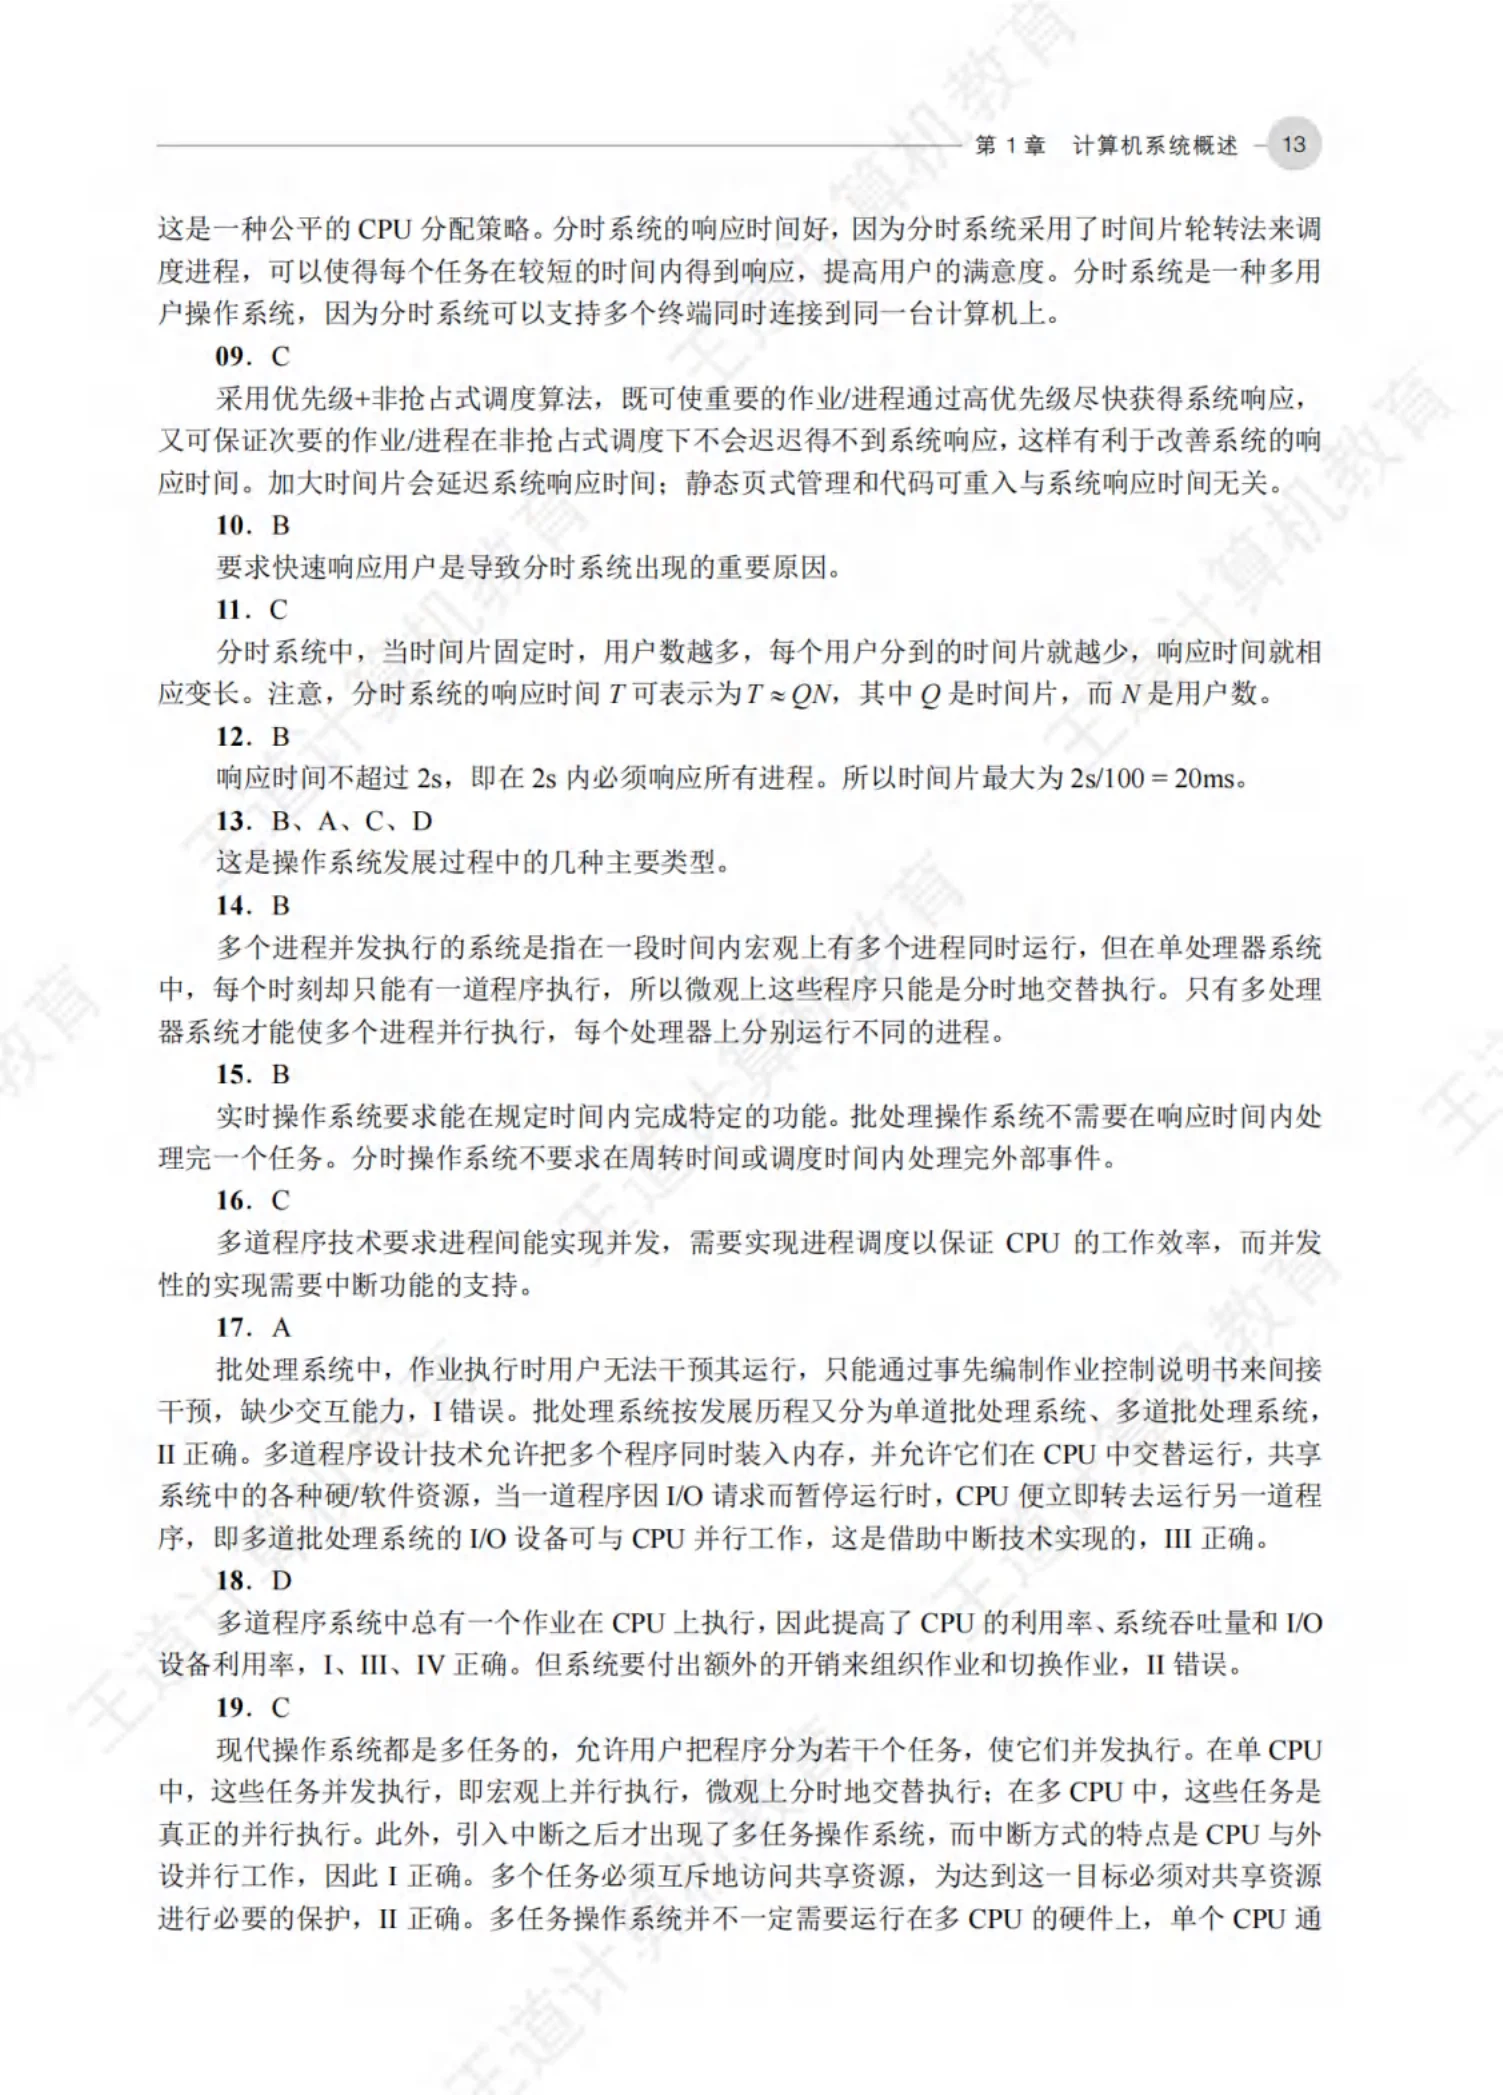 第 1 章 计算机系统概述 13
这是一种公平的 CPU 分配策略。分时系统的响应时间好，因为分时系统采用了时间片轮转法来调
度进程，可以使得每个任务在较短的时间内得到响应，提高用户的满意度。分时系统是一种多用
户操作系统，因为分时系统可以支持多个终端同时连接到同一台计算机上。
09. C
采用优先级+非抢占式调度算法，既可使重要的作业/进程通过高优先级尽快获得系统响应，
又可保证次要的作业/进程在非抢占式调度下不会迟迟得不到系统响应，这样有利于改善系统的响
应时间。加大时间片会延迟系统响应时间；静态页式管理和代码可重入与系统响应时间无关。
10. B
要求快速响应用户是导致分时系统出现的重要原因。
11. C
分时系统中，当时间片固定时，用户数越多，每个用户分到的时间片就越少，响应时间就相
应变长。注意，分时系统的响应时间 T 可表示为 T ≈ QN，其中 Q 是时间片，而 N 是用户数。
12. B
响应时间不超过 2s，即在 2s 内必须响应所有进程。所以时间片最大为 2s/100 = 20ms。
13. B、A、C、D
这是操作系统发展过程中的几种主要类型。
14. B
多个进程并发执行的系统是指在一段时间内宏观上有多个进程同时运行，但在单处理器系统
中，每个时刻却只能有一道程序执行，所以微观上这些程序只能是分时地交替执行。只有多处理
器系统才能使多个进程并行执行，每个处理器上分别运行不同的进程。
15. B
实时操作系统要求能在规定时间内完成特定的功能。批处理操作系统不需要在响应时间内处
理完一个任务。分时操作系统不要求在周转时间或调度时间内处理完外部事件。
16. C
多道程序技术要求进程间能实现并发，需要实现进程调度以保证 CPU 的工作效率，而并发
性的实现需要中断功能的支持。
17. A
批处理系统中，作业执行时用户无法干预其运行，只能通过事先编制作业控制说明书来间接
干预，缺少交互能力，I 错误。批处理系统按发展历程又分为单道批处理系统、多道批处理系统，
II 正确。多道程序设计技术允许把多个程序同时装入内存，并允许它们在 CPU 中交替运行，共享
系统中的各种硬/软件资源，当一道程序因 I/O 请求而暂停运行时，CPU 便立即转去运行另一道程
序，即多道批处理系统的 I/O 设备可与 CPU 并行工作，这是借助中断技术实现的，III 正确。
18. D
多道程序系统中总有一个作业在 CPU 上执行，因此提高了 CPU 的利用率、系统吞吐量和 I/O
设备利用率，I、III、IV 正确。但系统要付出额外的开销来组织作业和切换作业，II 错误。
19. C
现代操作系统都是多任务的，允许用户把程序分为若干个任务，使它们并发执行。在单 CPU
中，这些任务并发执行，即宏观上并行执行，微观上分时地交替执行；在多 CPU 中，这些任务是
真正的并行执行。此外，引入中断之后才出现了多任务操作系统，而中断方式的特点是 CPU 与外
设并行工作，因此 I 正确。多个任务必须互斥地访问共享资源，为达到这一目标必须对共享资源
进行必要的保护，II 正确。多任务操作系统并不一定需要运行在多 CPU 的硬件上，单个 CPU 通
王道计算机教育
王道计算机教育
王道计算机教育
王道计算机教育
王道计算机教育
王道计算机教育
王道计算机教育